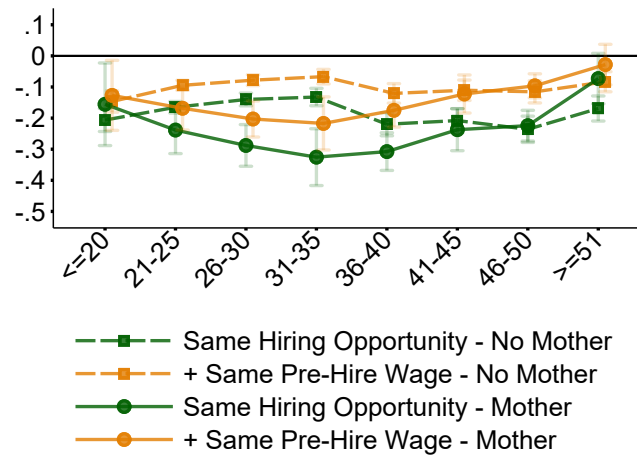 .1
0
-.1
-.2
-.3
-.4
-.5
<=20 21-25 26-30 31-35 36-40 41-45 46-50 >=51
Same Hiring Opportunity - No Mother
+ Same Pre-Hire Wage - No Mother
Same Hiring Opportunity - Mother
+ Same Pre-Hire Wage - Mother